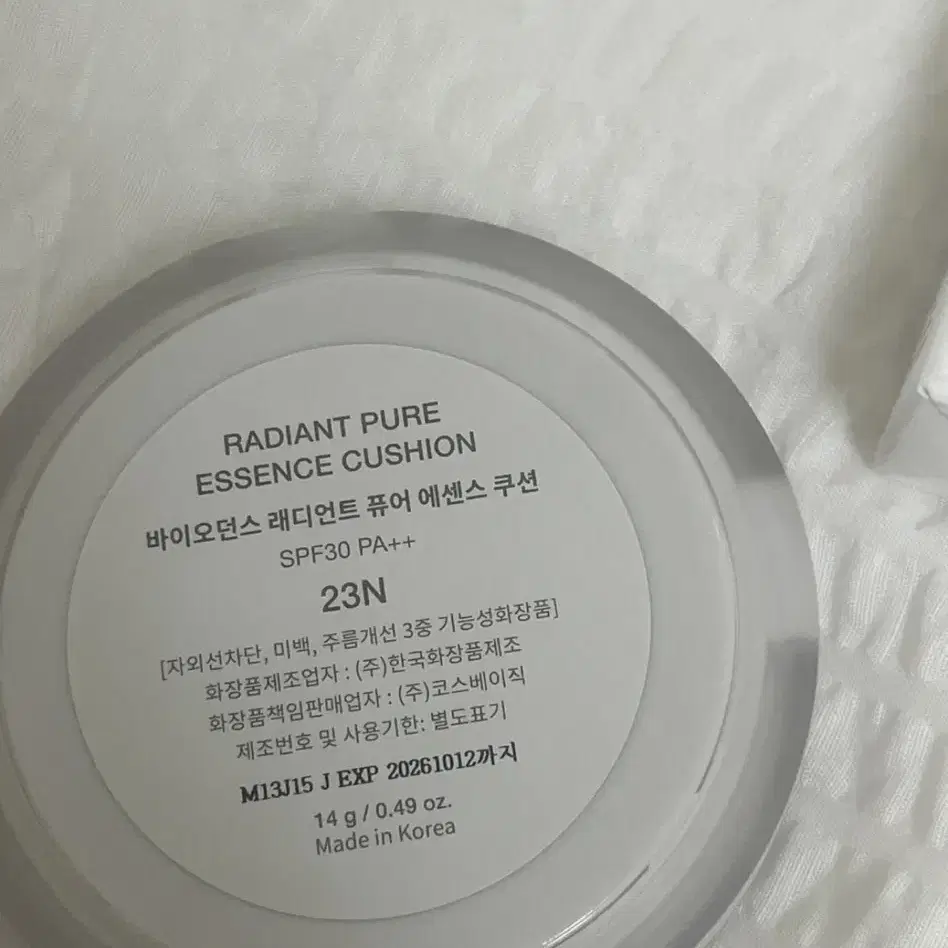 RADIANT PURE
ESSENCE CUSHION
바이오던스 래디언트 퓨어 에센스 쿠션
SPF30 PA++
23N
[자외선차단, 미백, 주름개선 3중 기능성화장품]
화장품제조업자 : (주)한국화장품제조
화장품책임판매업자 : (주)코스베이직
제조번호 및 사용기한: 별도표기
M13J15 J EXP 20261012까지
14 g / 0.49 oz.
Made in Korea